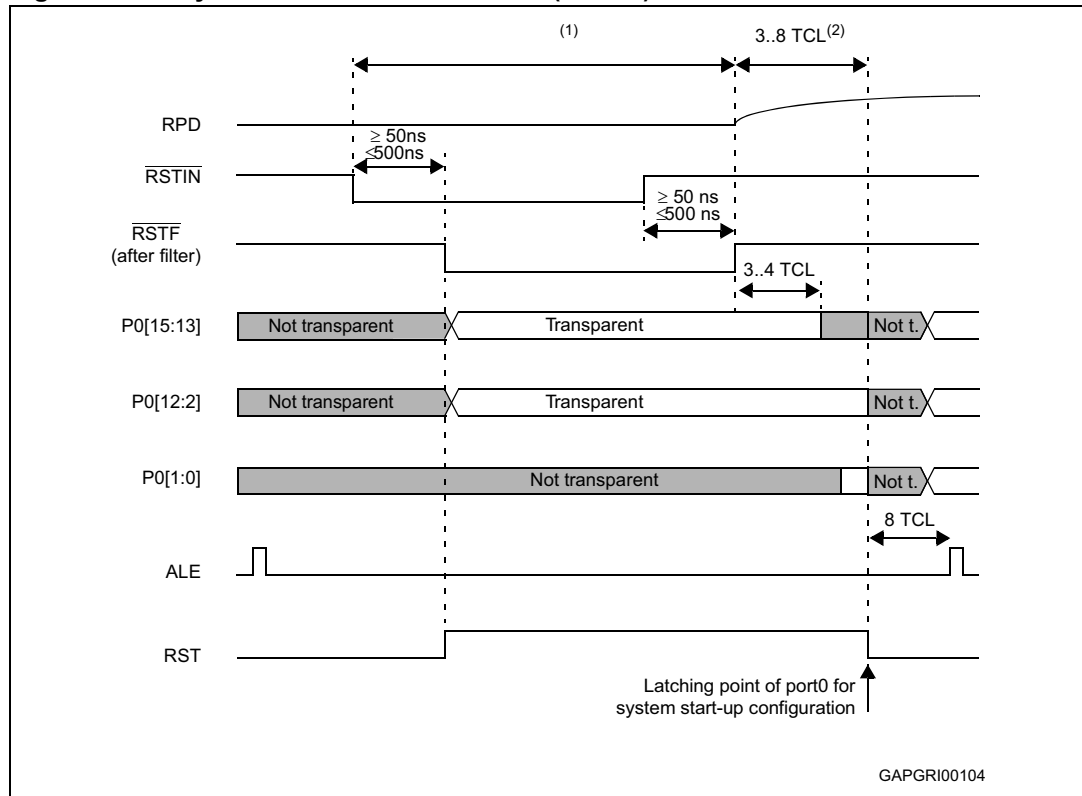 (1)
3..8 TCL(2)
RPD
≥ 50ns
≤500ns
RSTIN
≥ 50 ns
≤500 ns
RSTF
(after filter)
3..4 TCL
P0[15:13]
Not transparent
Transparent
Not t.
P0[12:2]
Not transparent
Transparent
Not t.
P0[1:0]
Not transparent
Not t.
8 TCL
ALE
RST
Latching point of port0 for
system start-up configuration
GAPGRI00104